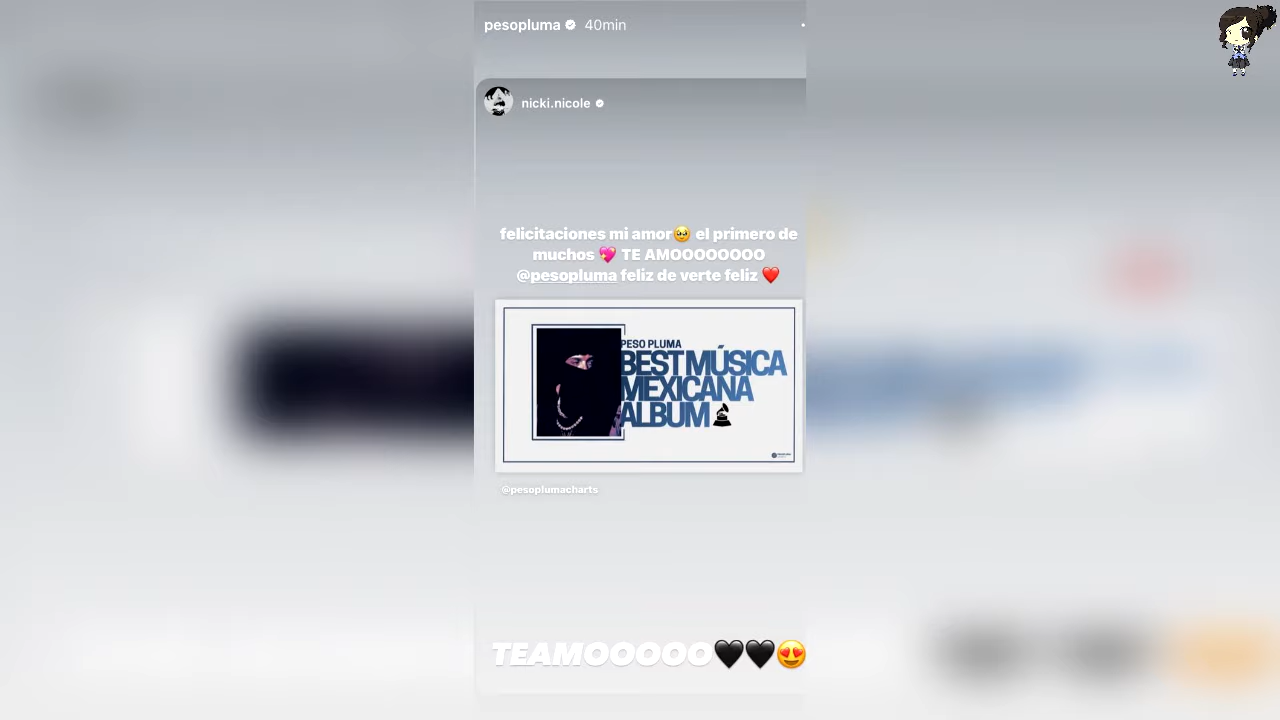 pesopluma 40min
nicki.nicole
felicitaciones mi amor🥹 el primero de
muchos 💖 TE AMOOOOOOOO
@pesopluma feliz de verte feliz ❤️
PESO PLUMA
BEST MÚSICA
MEXICANA
ALBUM
@pesoplumacharts
TEAMOOOOO🖤🖤😍